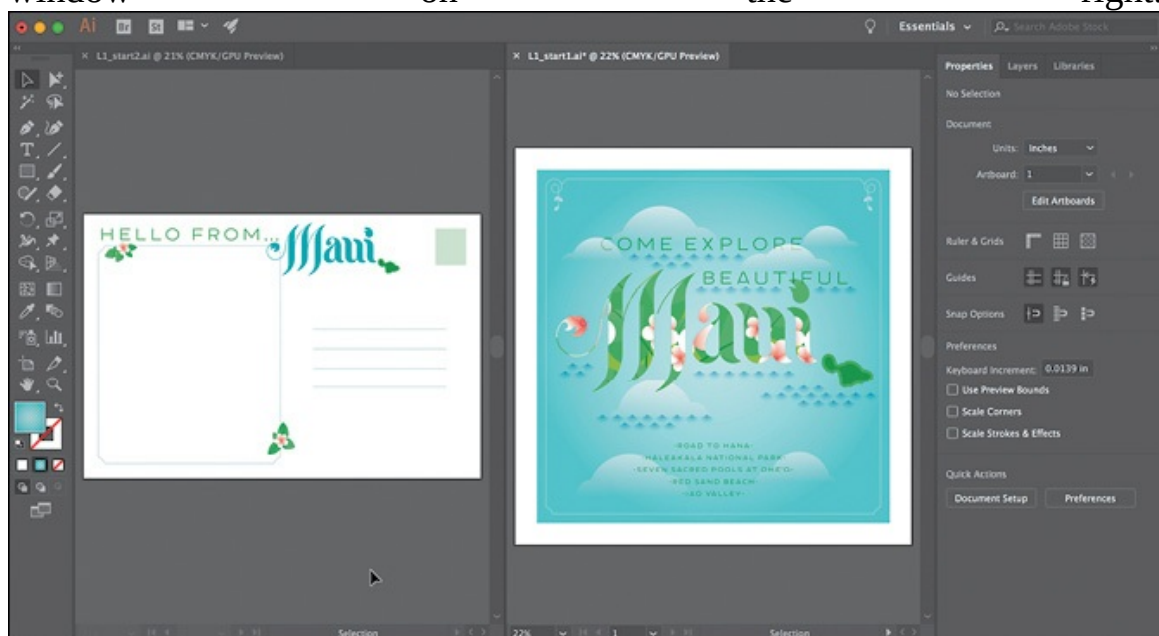 window on the right.
Ai Br St Essentials Search Adobe Stock
× L1_start2.ai @ 21% (CMYK/GPU Preview)
× L1_start1.ai* @ 22% (CMYK/GPU Preview)
HELLO FROM...
Maui
COME EXPLORE
BEAUTIFUL
Maui
·ROAD TO HANA·
·HALEAKALA NATIONAL PARK·
·SEVEN SACRED POOLS AT OHE'O·
·RED SAND BEACH·
·IAO VALLEY·
Selection
22% 1 Selection
Properties Layers Libraries
No Selection
Document
Units: Inches
Artboard: 1
Edit Artboards
Ruler & Grids
Guides
Snap Options
Preferences
Keyboard Increment: 0.0139 in
Use Preview Bounds
Scale Corners
Scale Strokes & Effects
Quick Actions
Document Setup Preferences